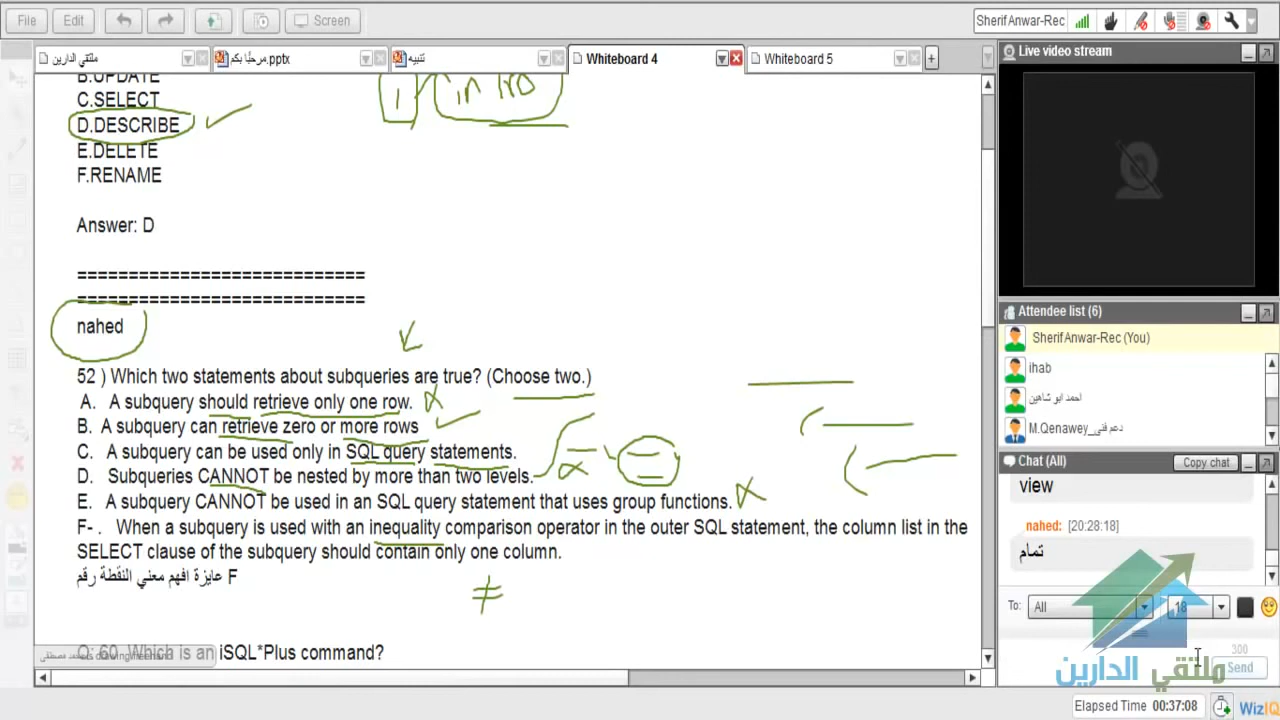 File Edit Screen SherifAnwar-Rec
ملتقي الدارين مرحبًا بكم.pptx تنبيه Whiteboard 4 Whiteboard 5
Live video stream
B.UPDATE
C.SELECT
D.DESCRIBE
E.DELETE
F.RENAME
Answer: D
===========================
===========================
nahed
52 ) Which two statements about subqueries are true? (Choose two.)
A. A subquery should retrieve only one row.
B. A subquery can retrieve zero or more rows
C. A subquery can be used only in SQL query statements.
D. Subqueries CANNOT be nested by more than two levels.
E. A subquery CANNOT be used in an SQL query statement that uses group functions.
F- . When a subquery is used with an inequality comparison operator in the outer SQL statement, the column list in the
SELECT clause of the subquery should contain only one column.
عايزة افهم معني النقطة رقم F
≠
Q: 60 Which is an iSQL*Plus command?
Attendee list (6)
SherifAnwar-Rec (You)
ihab
احمد ابو شاهين
M.Qenawey_دعم فنى
Chat (All) Copy chat
view
nahed: [20:28:18]
تمام
To: All 18
300
Send
ملتقي الدارين
Elapsed Time 00:37:08 WizIQ